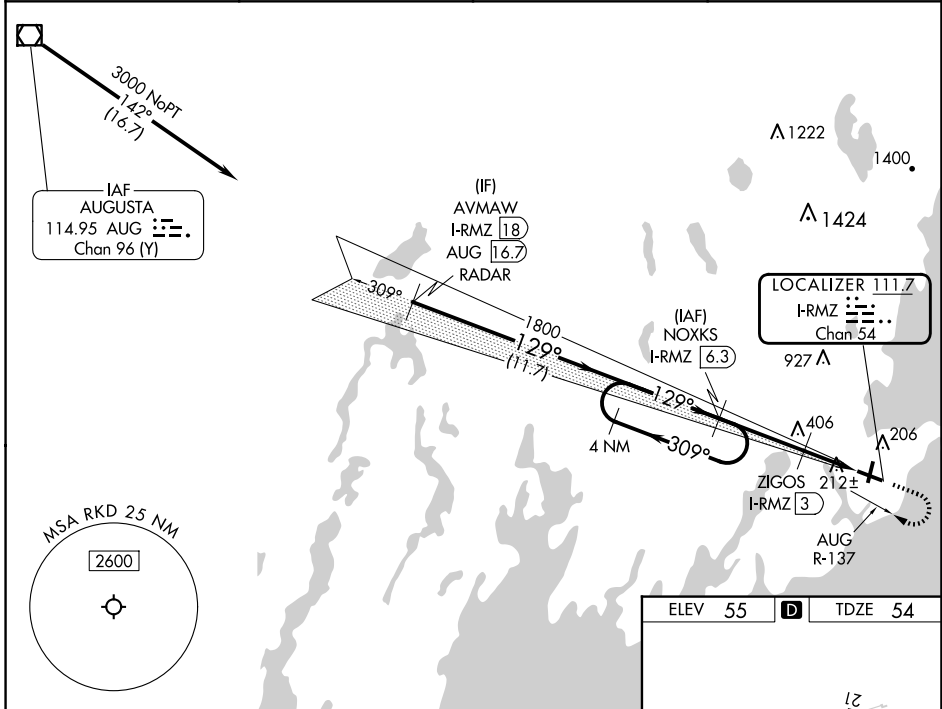 3000 NoPT
142°
(16.7)
IAF
AUGUSTA
114.95 AUG
Chan 96 (Y)
(IF)
AVMAW
I-RMZ 18
AUG 16.7
RADAR
309°
1800
129°
(11.7)
(IAF)
NOXKS
I-RMZ 6.3
129°
309°
4 NM
1222
1400
1424
LOCALIZER 111.7
I-RMZ
Chan 54
927
406
206
ZIGOS
I-RMZ 3
212±
AUG
R-137
MSA RKD 25 NM
2600
ELEV 55 D TDZE 54
21